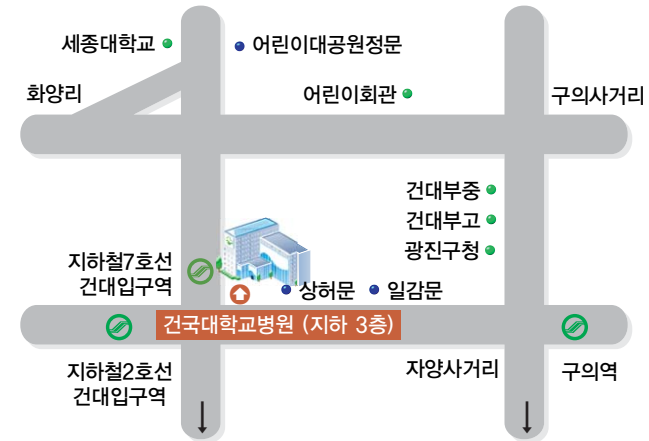 세종대학교
어린이대공원정문
화양리
어린이회관
구의사거리
건대부중
건대부고
광진구청
지하철7호선
건대입구역
상허문
일감문
건국대학교병원 (지하 3층)
지하철2호선
건대입구역
자양사거리
구의역